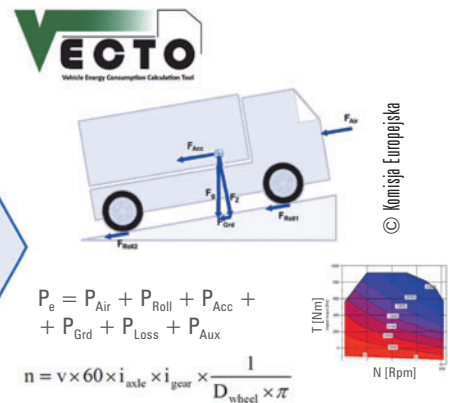 VECTO
Vehicle Energy Consumption Calculation Tool
F_Air
F_Acc
F_g
F_Z
F_Grd
F_Roll1
F_Roll2
© Komisja Europejska
P_e = P_Air + P_Roll + P_Acc +
+ P_Grd + P_Loss + P_Aux
n = v × 60 × i_axle × i_gear × 1 / (D_wheel × π)
T [Nm]
N [Rpm]